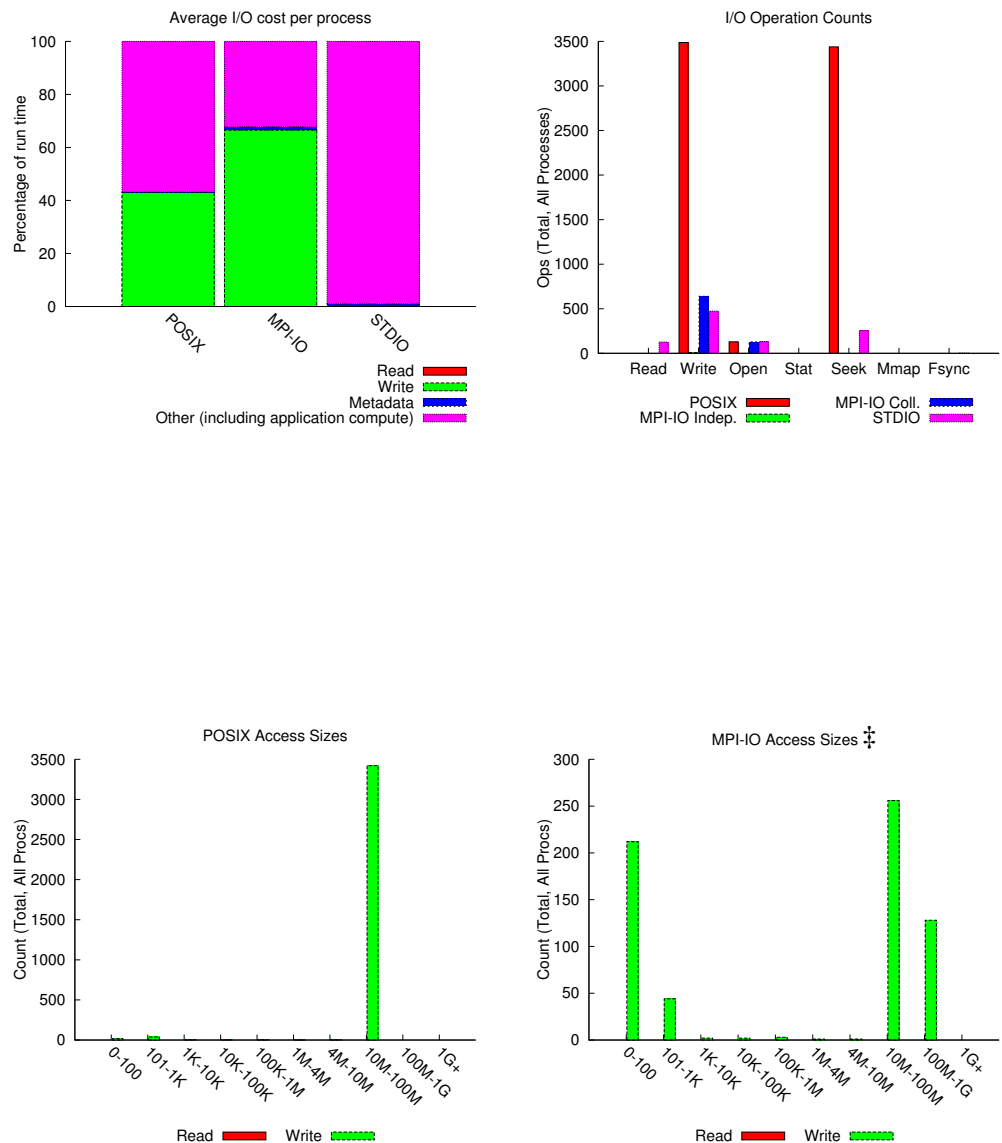 Average I/O cost per process
100
80
60
40
20
0
Percentage of run time
POSIX
MPI-IO
STDIO
Read
Write
Metadata
Other (including application compute)
I/O Operation Counts
3500
3000
2500
2000
1500
1000
500
0
Ops (Total, All Processes)
Read Write Open Stat Seek Mmap Fsync
POSIX
MPI-IO Indep.
MPI-IO Coll.
STDIO
POSIX Access Sizes
3500
3000
2500
2000
1500
1000
500
0
Count (Total, All Procs)
0-100
101-1K
1K-10K
10K-100K
100K-1M
1M-4M
4M-10M
10M-100M
100M-1G
1G+
Read Write
MPI-IO Access Sizes ‡
300
250
200
150
100
50
0
Count (Total, All Procs)
0-100
101-1K
1K-10K
10K-100K
100K-1M
1M-4M
4M-10M
10M-100M
100M-1G
1G+
Read Write